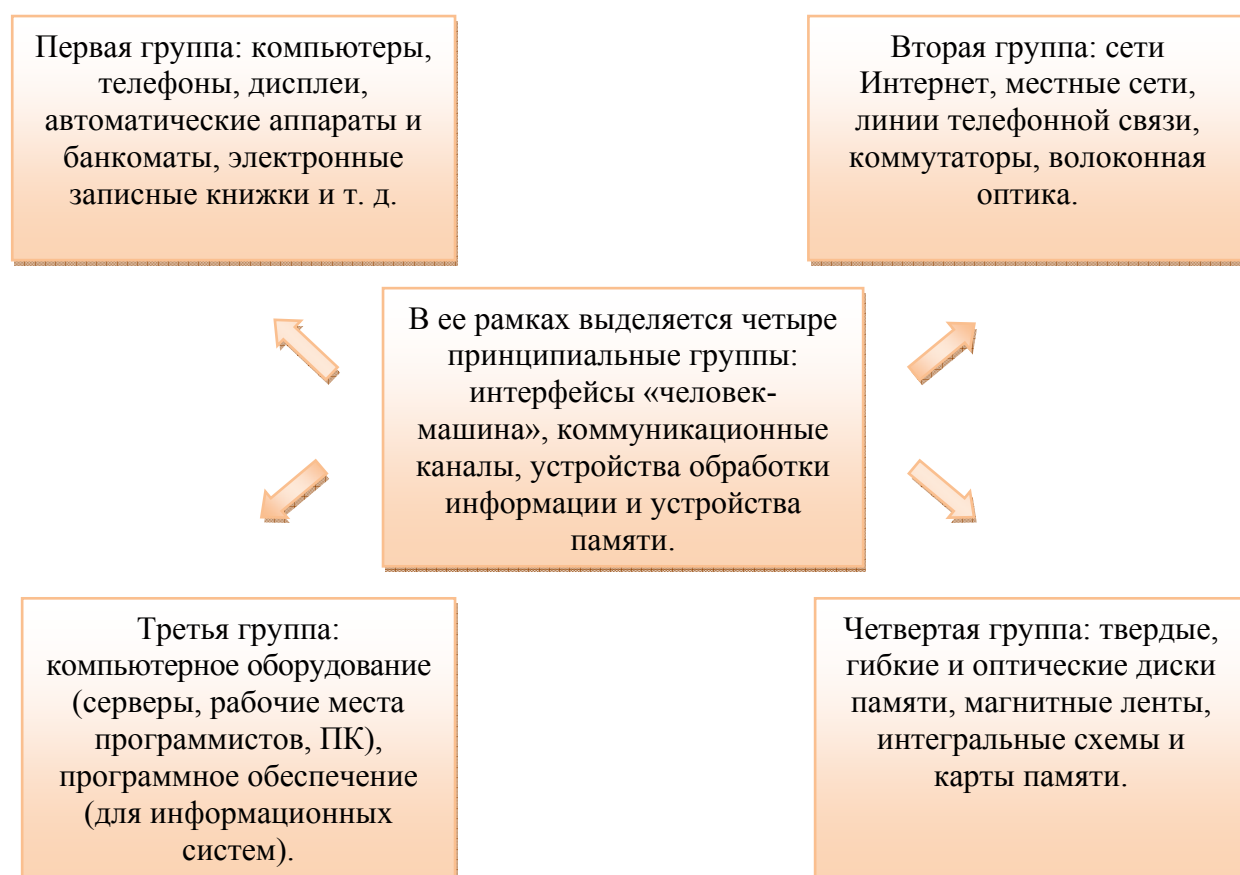 Первая группа: компьютеры,
телефоны, дисплеи,
автоматические аппараты и
банкоматы, электронные
записные книжки и т. д.
Вторая группа: сети
Интернет, местные сети,
линии телефонной связи,
коммутаторы, волоконная
оптика.
В ее рамках выделяется четыре
принципиальные группы:
интерфейсы «человек-
машина», коммуникационные
каналы, устройства обработки
информации и устройства
памяти.
Третья группа:
компьютерное оборудование
(серверы, рабочие места
программистов, ПК),
программное обеспечение
(для информационных
систем).
Четвертая группа: твердые,
гибкие и оптические диски
памяти, магнитные ленты,
интегральные схемы и
карты памяти.